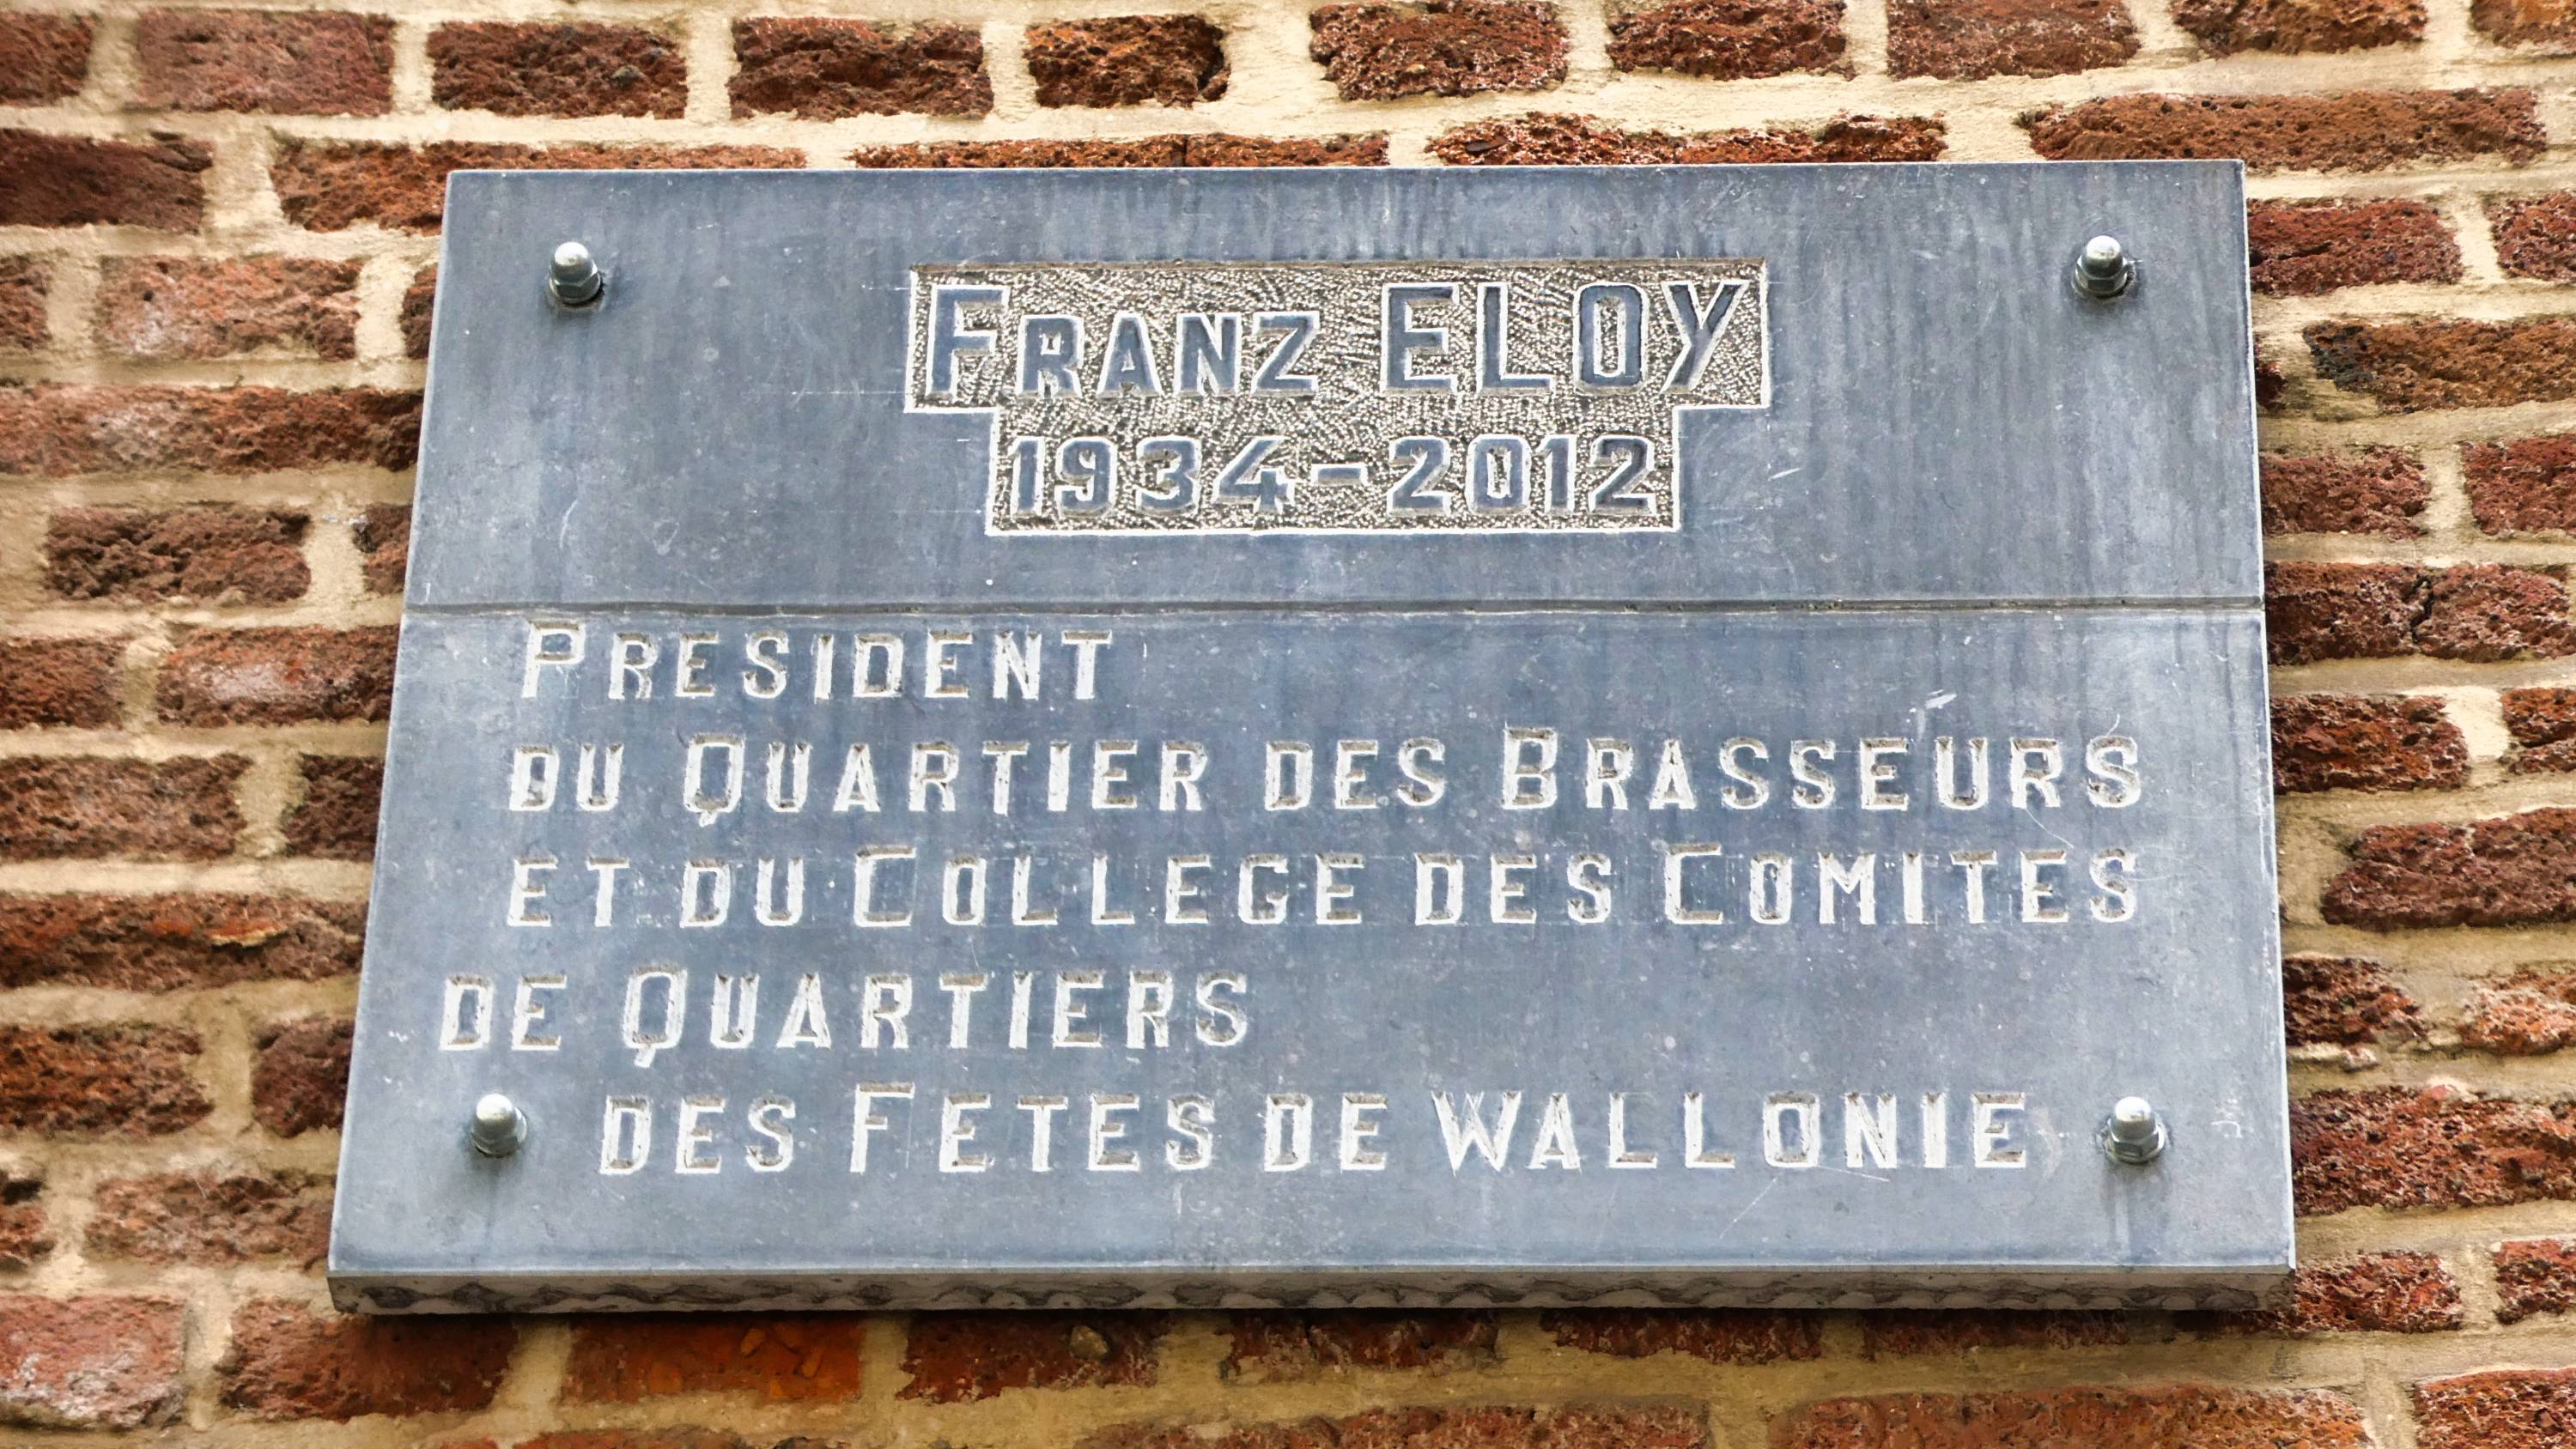 FRANZ ELOY
1934-2012
PRESIDENT
DU QUARTIER DES BRASSEURS
ET DU COLLEGE DES COMITES
DE QUARTIERS
DES FETES DE WALLONIE